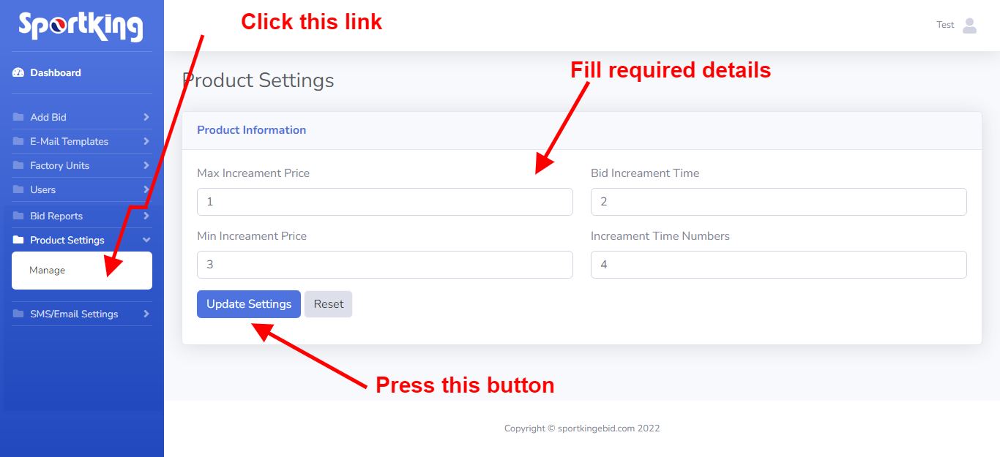 Sportking
Click this link
Test
Dashboard
Fill required details
Product Settings
Add Bid
Product Information
E-Mail Templates
Factory Units
Max Increament Price
Bid Increament Time
Users
1
2
Bid Reports
Product Settings
Min Increament Price
Increament Time Numbers
Manage
3
4
Update Settings
Reset
SMS/Email Settings
Press this button
Copyright © sportkingebid.com 2022